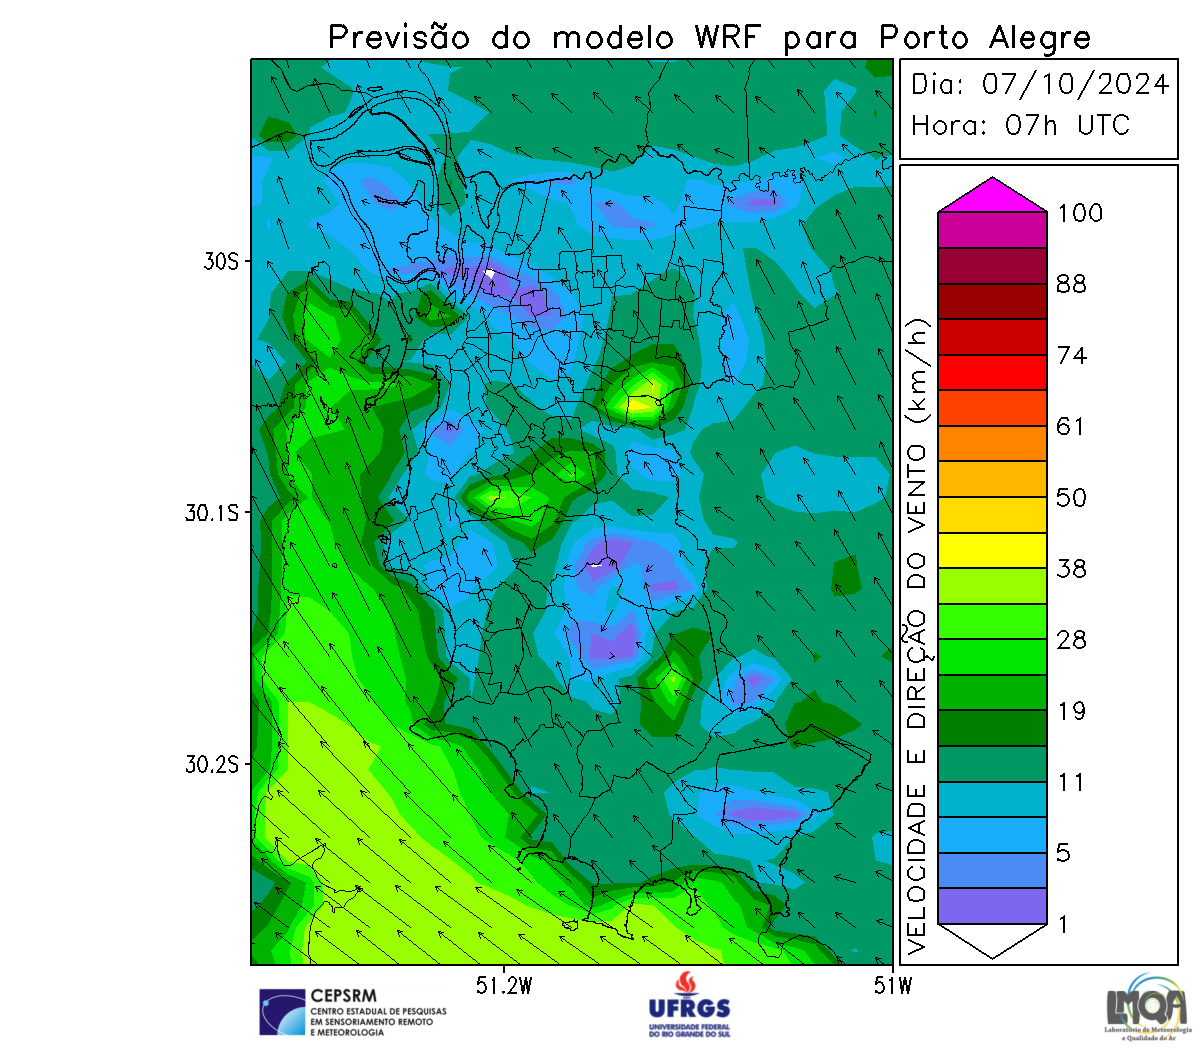 Previsão do modelo WRF para Porto Alegre
Dia: 07/10/2024
Hora: 07h UTC
30S
30.1S
30.2S
51.2W
51W
VELOCIDADE E DIREÇÃO DO VENTO (km/h)
100
88
74
61
50
38
28
19
11
5
1
CEPSRM
CENTRO ESTADUAL DE PESQUISAS
EM SENSORIAMENTO REMOTO
E METEOROLOGIA
UFRGS
UNIVERSIDADE FEDERAL
DO RIO GRANDE DO SUL
LMQA
Laboratório de Meteorologia
e Qualidade do Ar